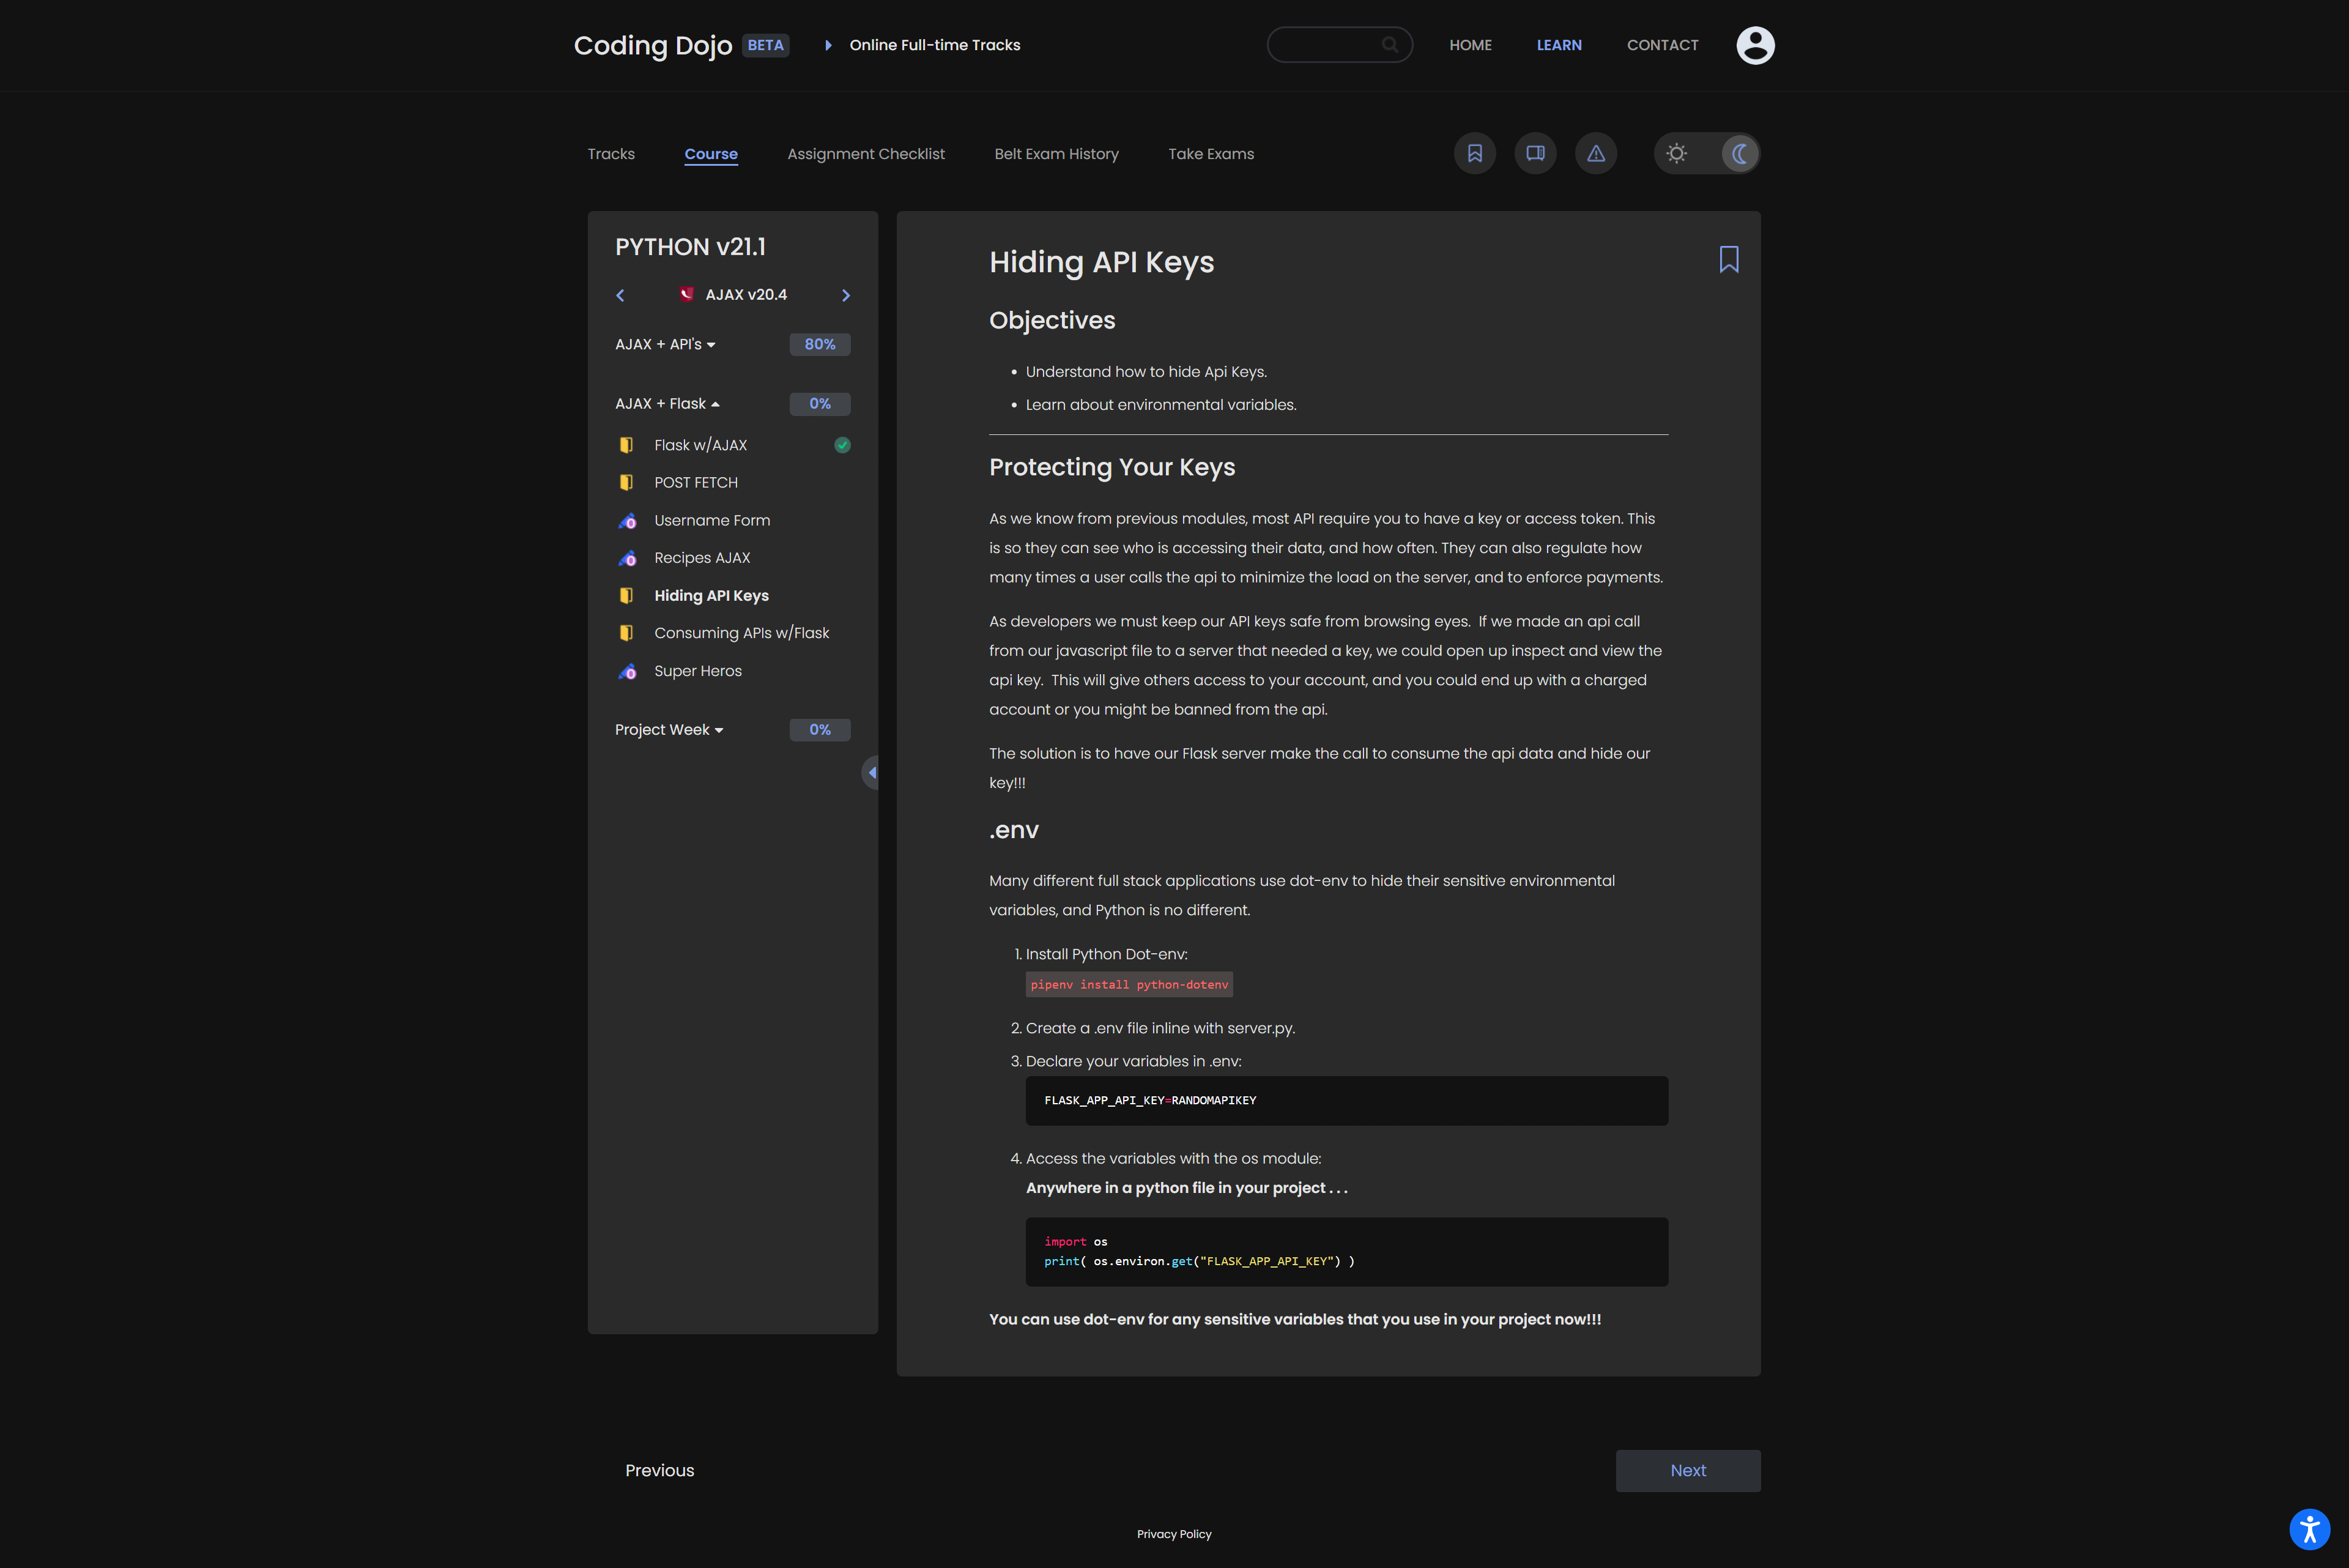 Coding Dojo BETA Online Full-time Tracks HOME LEARN CONTACT
Tracks Course Assignment Checklist Belt Exam History Take Exams
PYTHON v21.1
AJAX v20.4
AJAX + API's 80%
AJAX + Flask 0%
Flask w/AJAX
POST FETCH
Username Form
Recipes AJAX
Hiding API Keys
Consuming APIs w/Flask
Super Heros
Project Week 0%
Hiding API Keys
Objectives
• Understand how to hide Api Keys.
• Learn about environmental variables.
Protecting Your Keys
As we know from previous modules, most API require you to have a key or access token. This
is so they can see who is accessing their data, and how often. They can also regulate how
many times a user calls the api to minimize the load on the server, and to enforce payments.
As developers we must keep our API keys safe from browsing eyes.  If we made an api call
from our javascript file to a server that needed a key, we could open up inspect and view the
api key.  This will give others access to your account, and you could end up with a charged
account or you might be banned from the api.
The solution is to have our Flask server make the call to consume the api data and hide our
key!!!
.env
Many different full stack applications use dot-env to hide their sensitive environmental
variables, and Python is no different.
1. Install Python Dot-env:
pipenv install python-dotenv
2. Create a .env file inline with server.py.
3. Declare your variables in .env:
FLASK_APP_API_KEY=RANDOMAPIKEY
4. Access the variables with the os module:
Anywhere in a python file in your project . . .
import os
print( os.environ.get("FLASK_APP_API_KEY") )
You can use dot-env for any sensitive variables that you use in your project now!!!
Previous Next
Privacy Policy